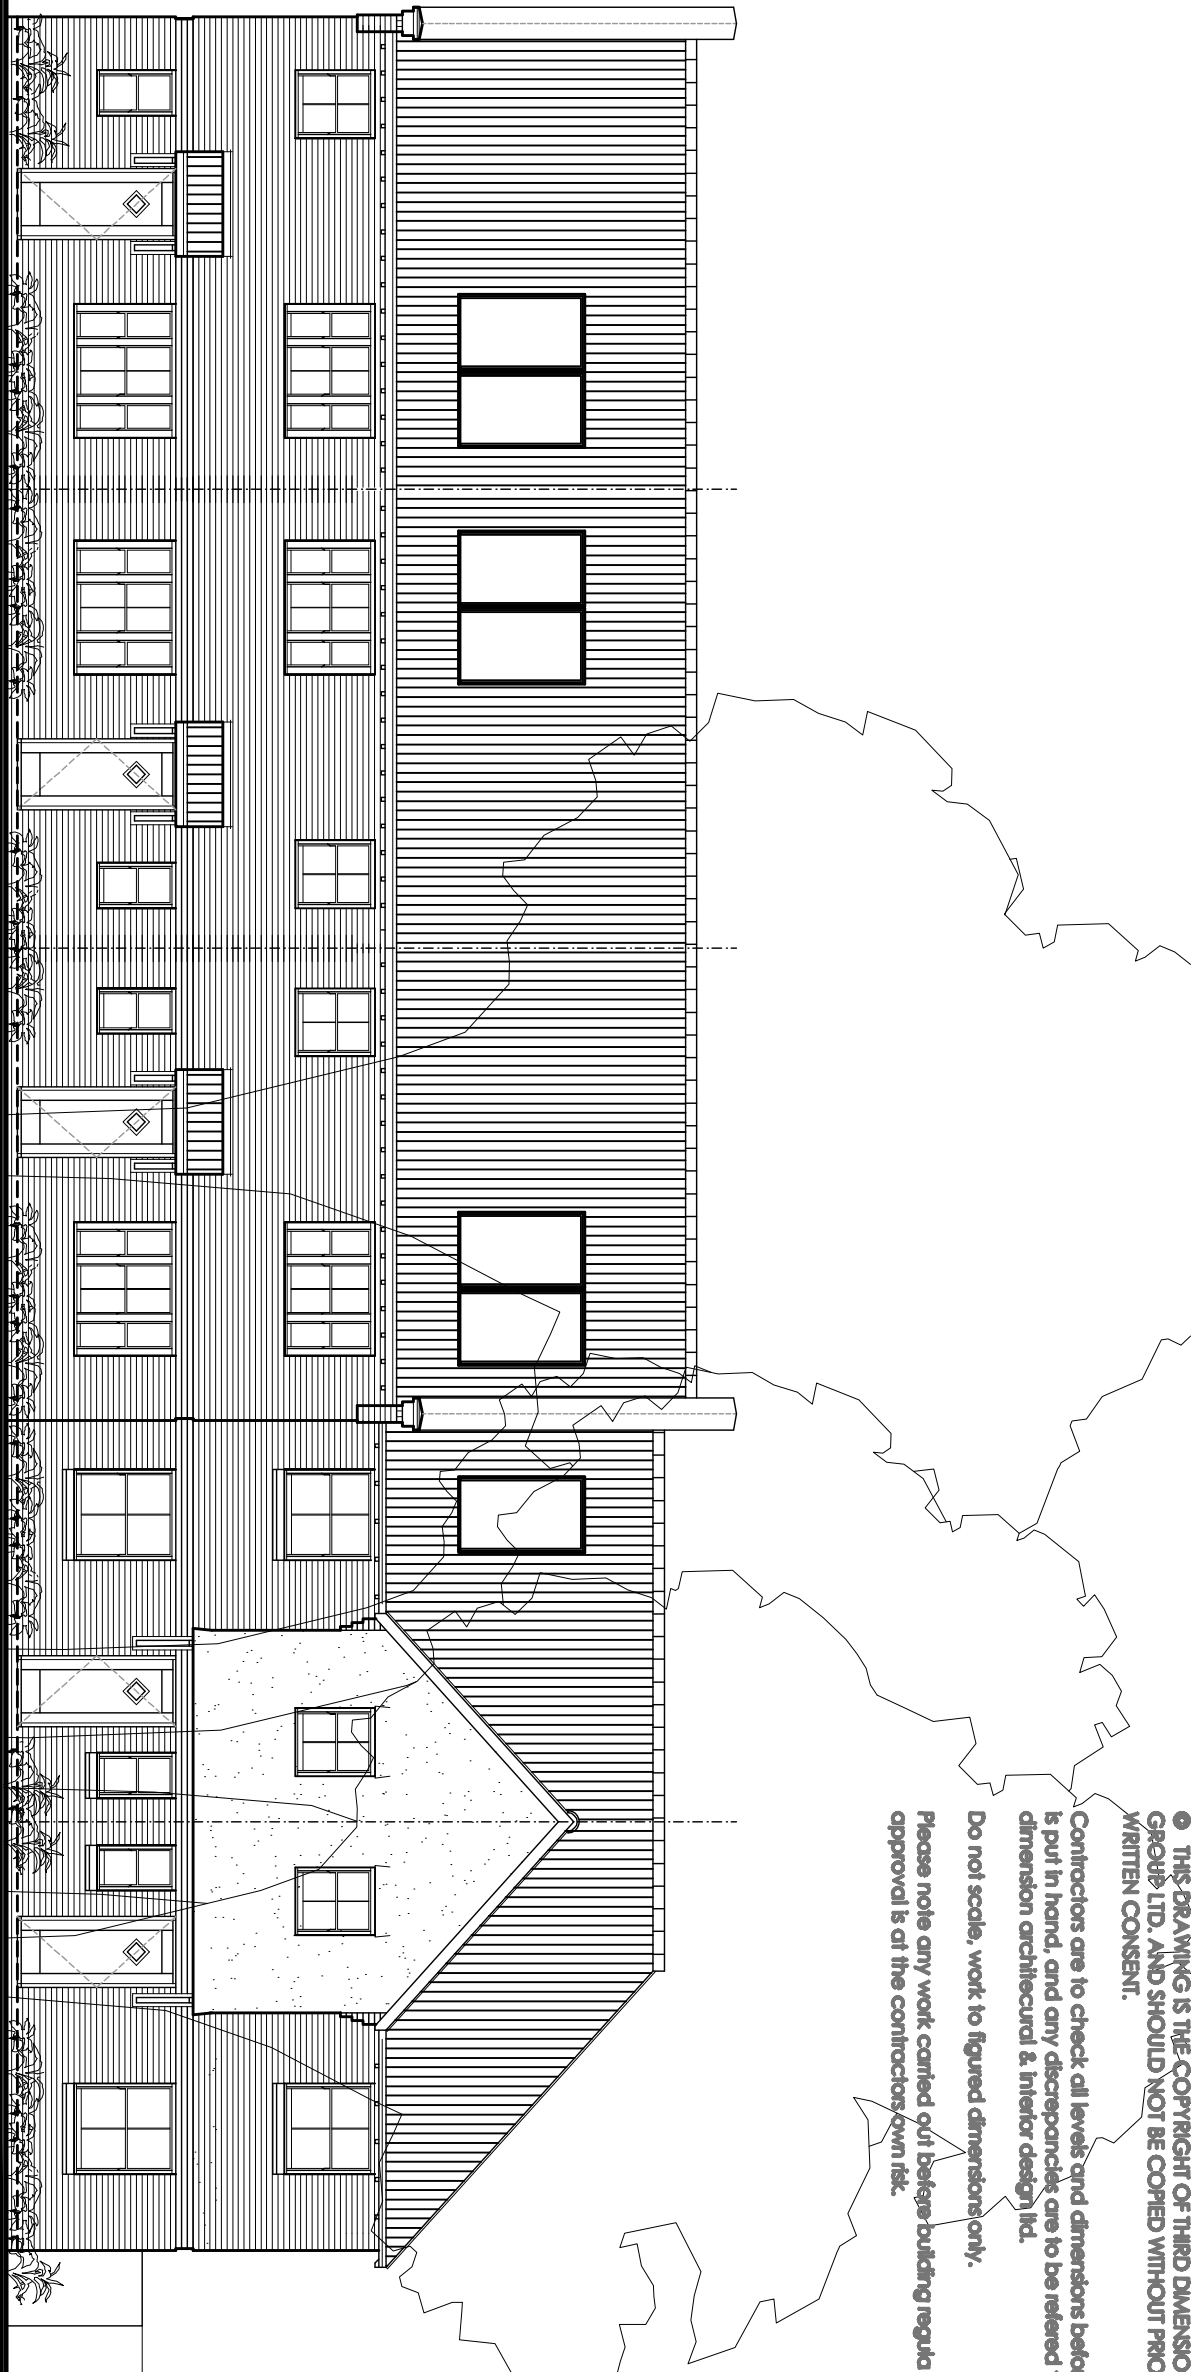 © THIS DRAWING IS THE COPYRIGHT OF THIRD DIMENSIO
GROUP LTD. AND SHOULD NOT BE COPIED WITHOUT PRIO
WRITTEN CONSENT.
Contractors are to check all levels and dimensions befor
is put in hand, and any discrepancies are to be referred
dimension architecural & interior design ltd.
Do not scale, work to figured dimensions only.
Please note any work carried out before building regula
approval is at the contractors own risk.